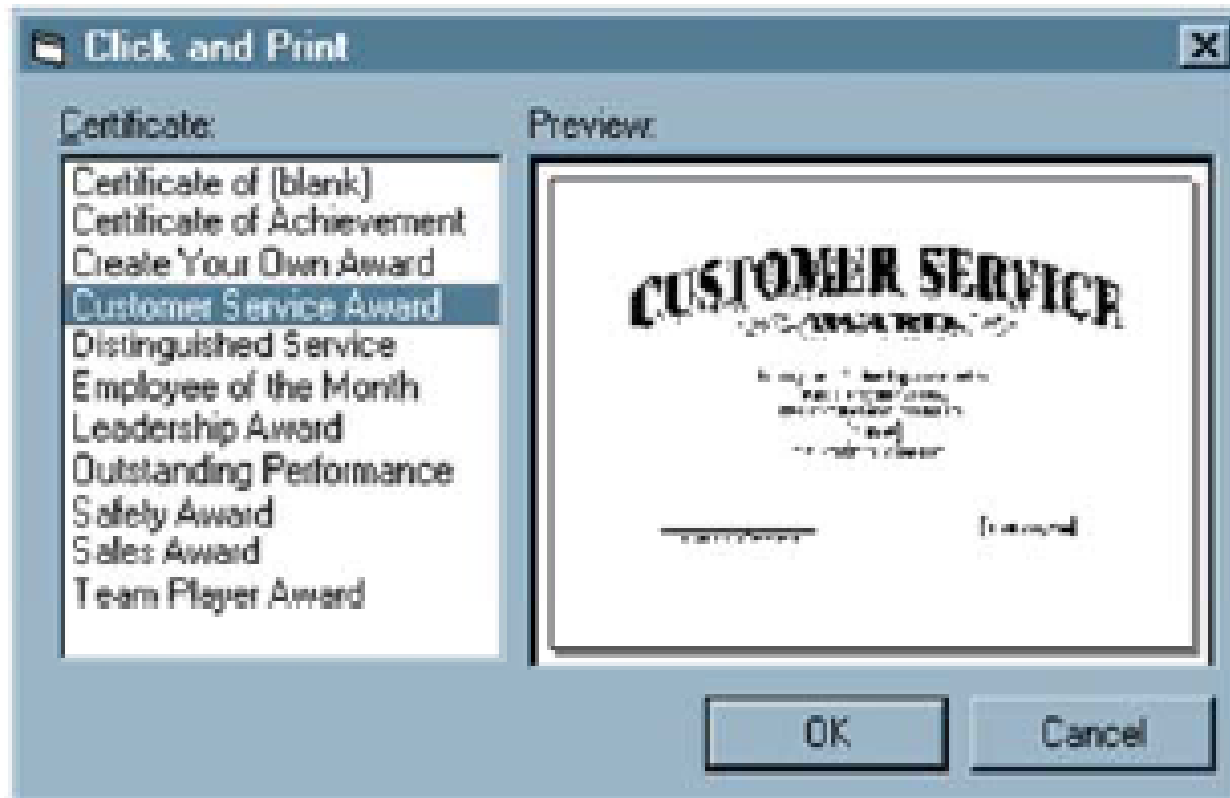 Click and Print
Certificate:
Certificate of [blank]
Certificate of Achievement
Create Your Own Award
Customer Service Award
Distinguished Service
Employee of the Month
Leadership Award
Outstanding Performance
Safety Award
Sales Award
Team Player Award
Preview:
CUSTOMER SERVICE
AWARD
OK
Cancel